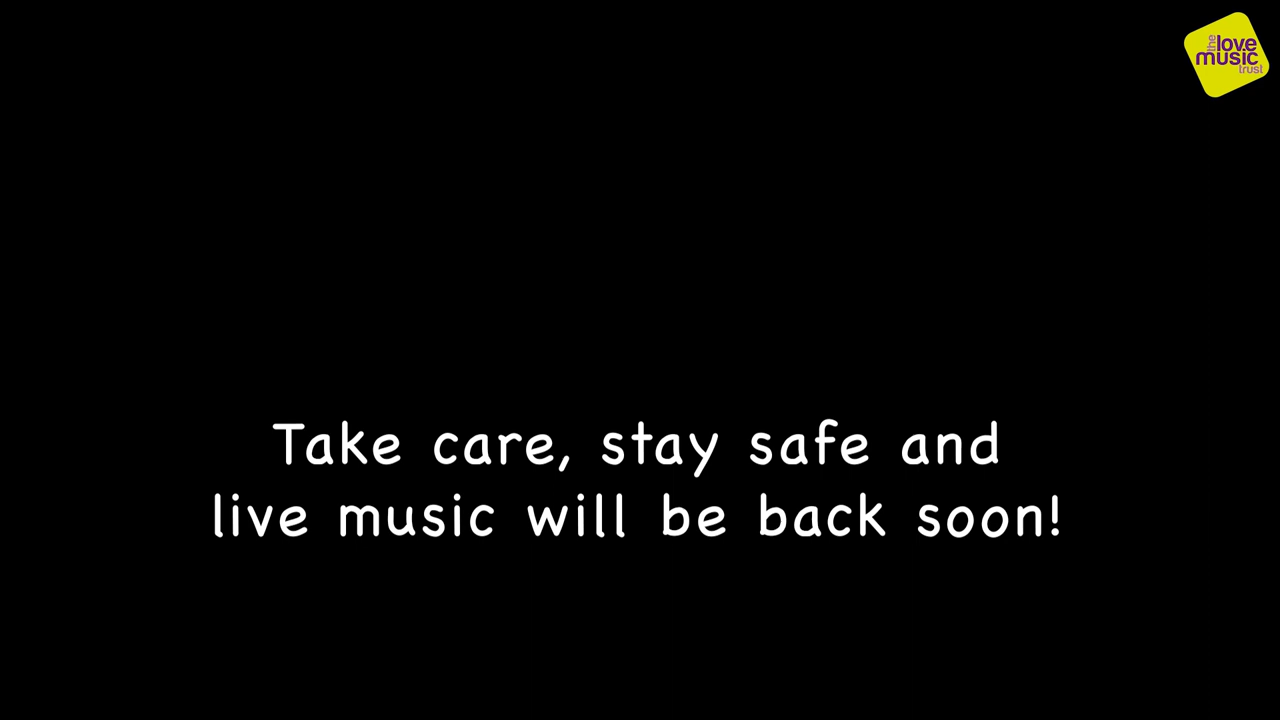 the love
music
trust
Take care, stay safe and
live music will be back soon!